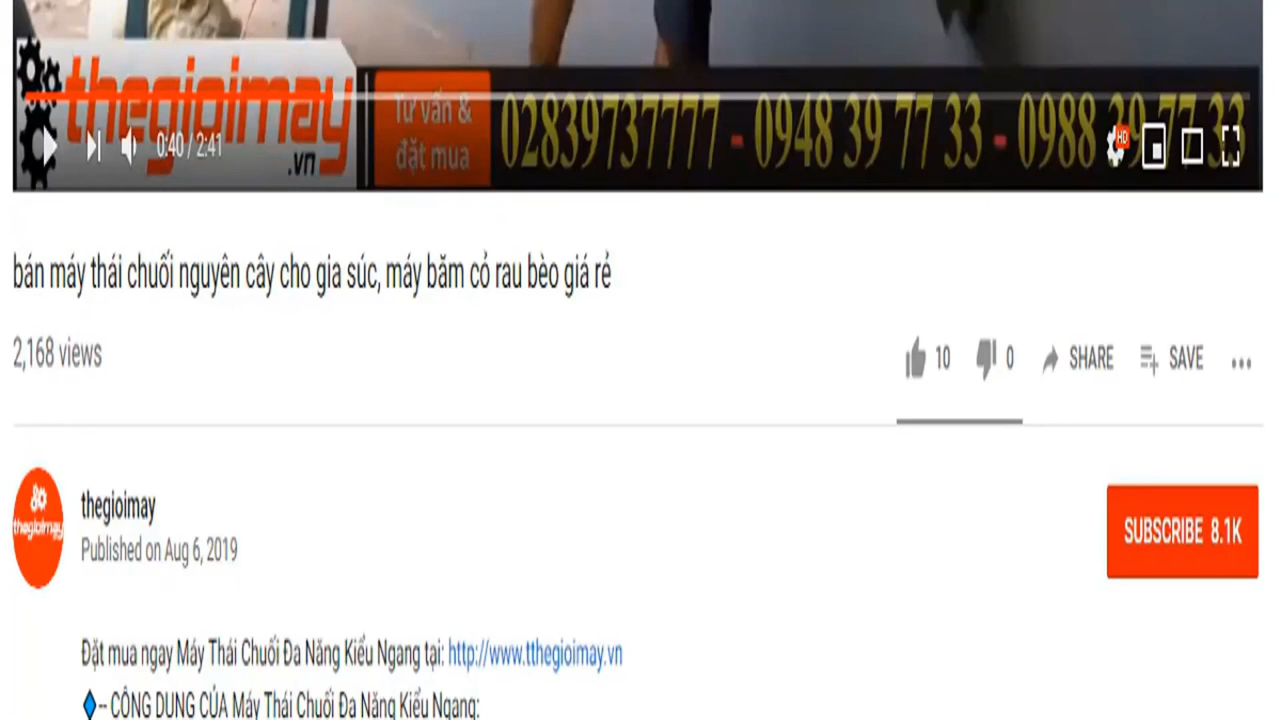 thegioimay
.vn
Tư vấn &
đặt mua
02839737777 - 0948 39 77 33 - 0988 39 77 33
0:40 / 2:41
HD
bán máy thái chuối nguyên cây cho gia súc, máy băm cỏ rau bèo giá rẻ
2,168 views
10
0
SHARE
SAVE
thegioimay
thegioimay
Published on Aug 6, 2019
SUBSCRIBE 8.1K
Đặt mua ngay Máy Thái Chuối Đa Năng Kiểu Ngang tại: http://www.tthegioimay.vn
-- CÔNG DỤNG CỦA Máy Thái Chuối Đa Năng Kiểu Ngang: